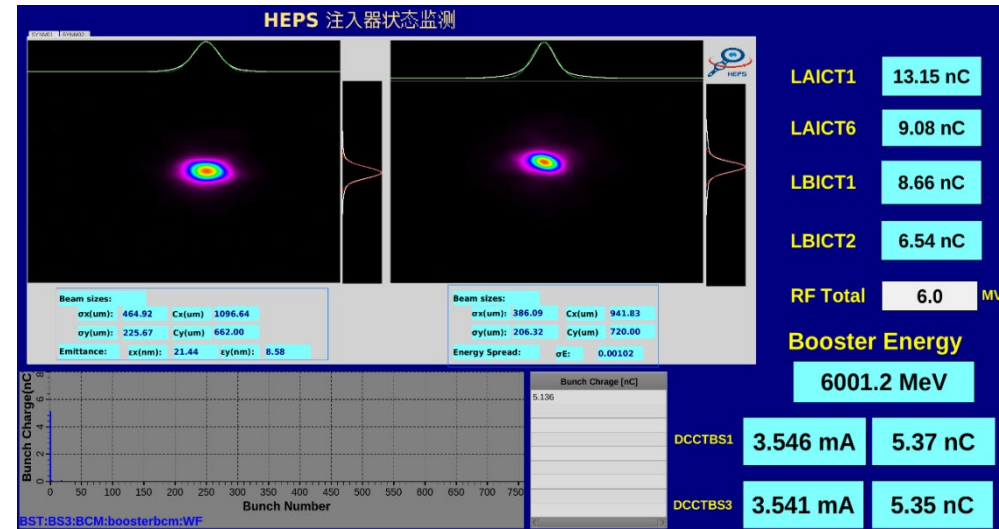 HEPS 注入器状态监测
SYNM01 SYNM02
HEPS
Beam sizes:
σx(um): 464.92 Cx(um) 1096.64
σy(um): 225.67 Cy(um) 662.00
Emittance: εx(nm): 21.44 εy(nm): 8.58
Beam sizes:
σx(um): 386.09 Cx(um) 941.83
σy(um): 206.32 Cy(um) 720.00
Energy Spread: σE: 0.00102
LAICT1 13.15 nC
LAICT6 9.08 nC
LBICT1 8.66 nC
LBICT2 6.54 nC
RF Total 6.0 MV
Booster Energy
6001.2 MeV
Bunch Charge(nC)
8
6
4
2
0
0 50 100 150 200 250 300 350 400 450 500 550 600 650 700 750
Bunch Number
BST:BS3:BCM:boosterbcm:WF
Bunch Chrage [nC]
5.136
DCCTBS1 3.546 mA 5.37 nC
DCCTBS3 3.541 mA 5.35 nC